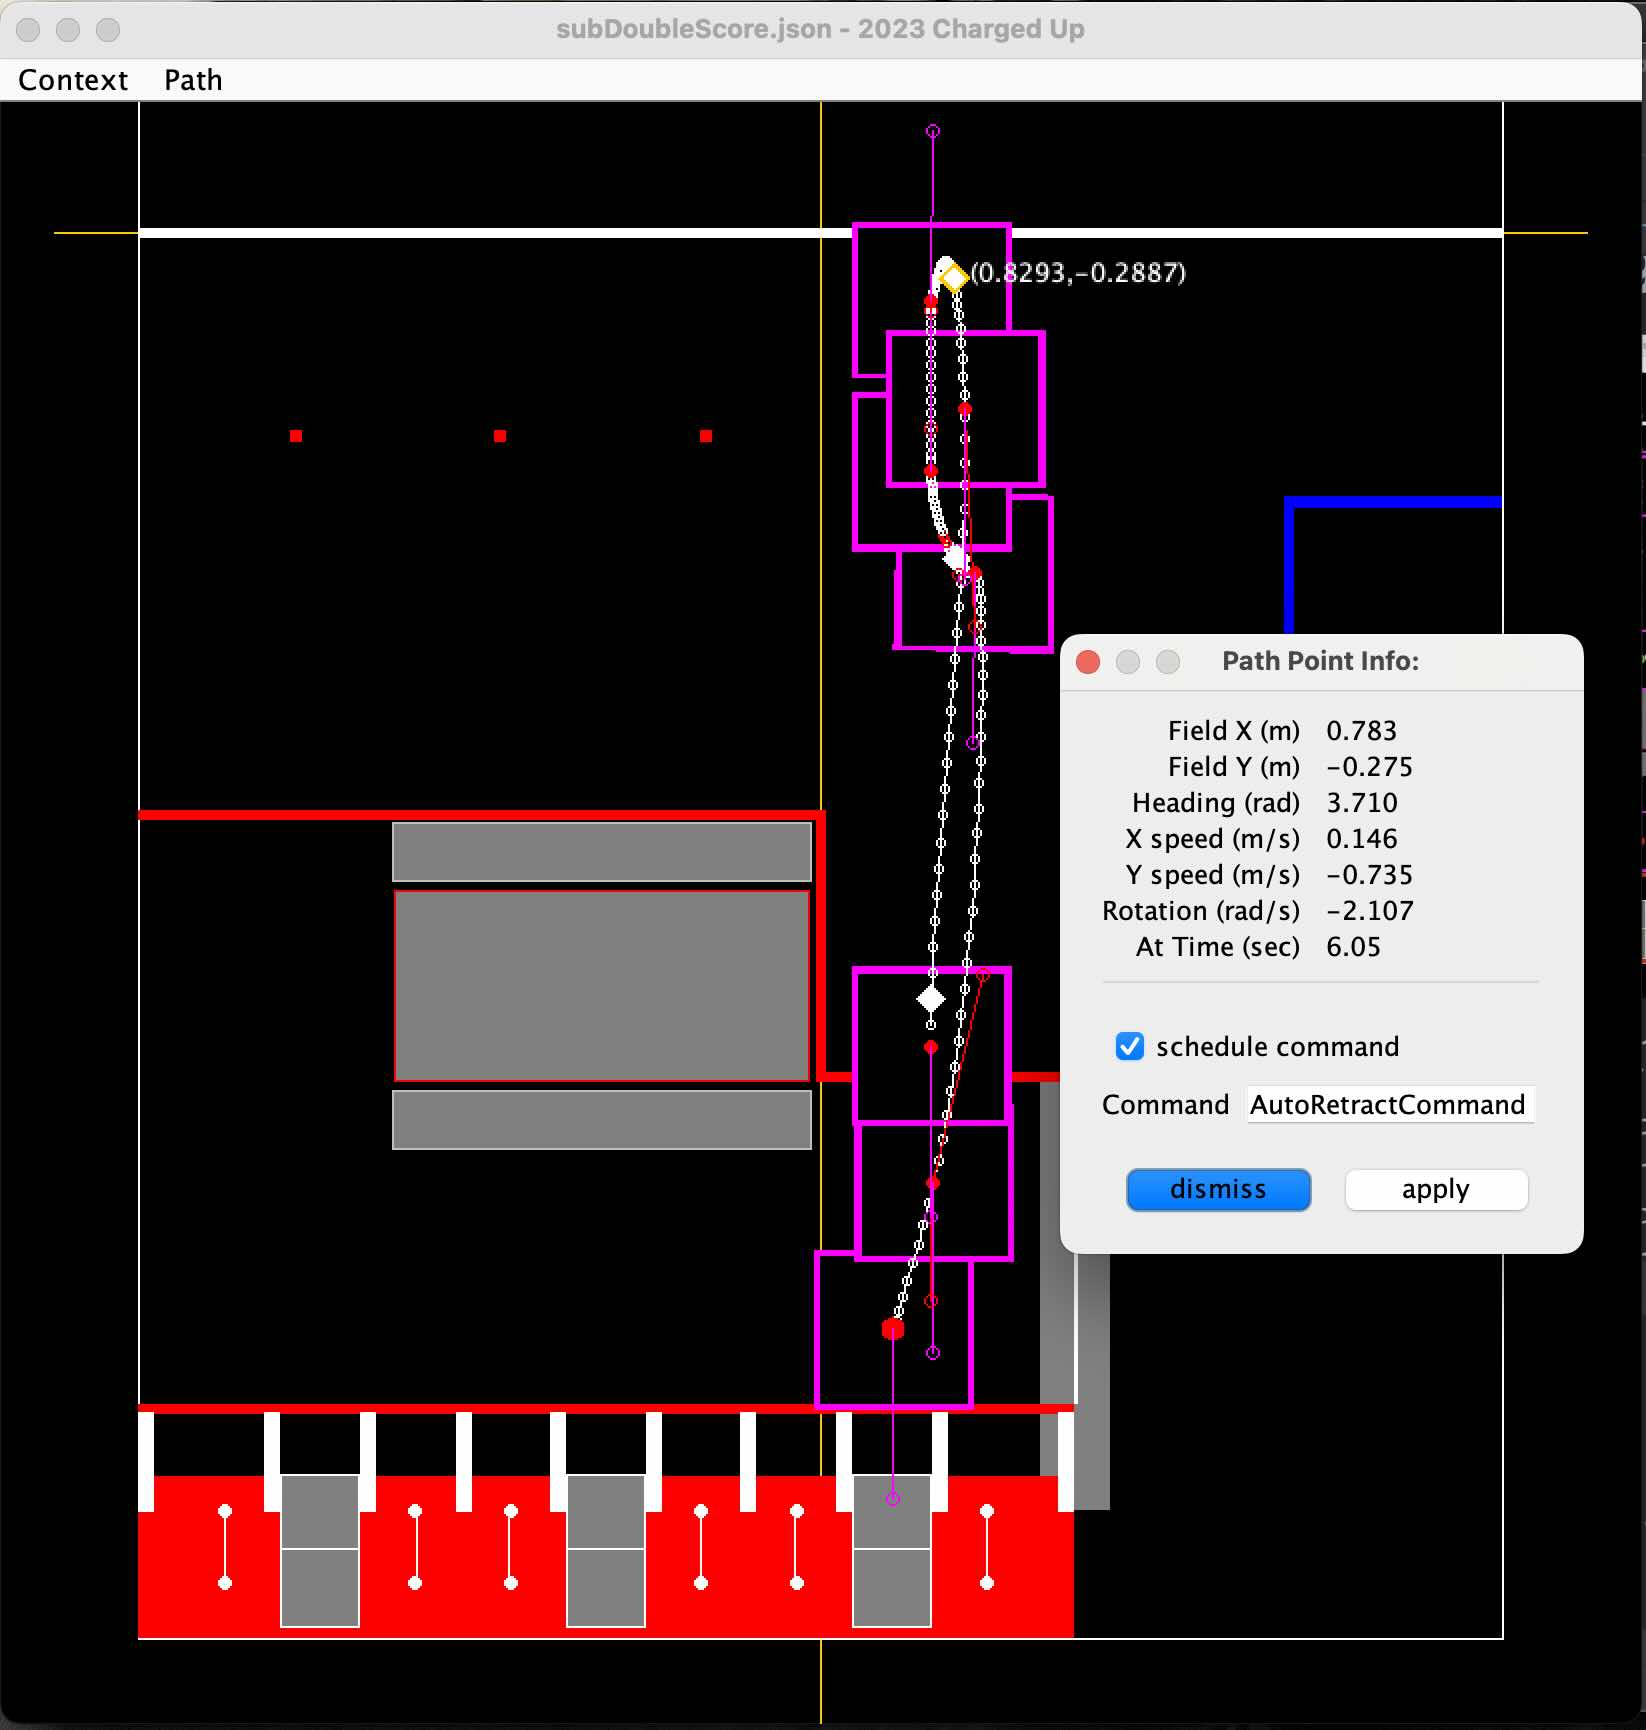 subDoubleScore.json - 2023 Charged Up
Context Path
(0.8293,-0.2887)
Path Point Info:
Field X (m) 0.783
Field Y (m) -0.275
Heading (rad) 3.710
X speed (m/s) 0.146
Y speed (m/s) -0.735
Rotation (rad/s) -2.107
At Time (sec) 6.05
schedule command
Command AutoRetractCommand
dismiss apply